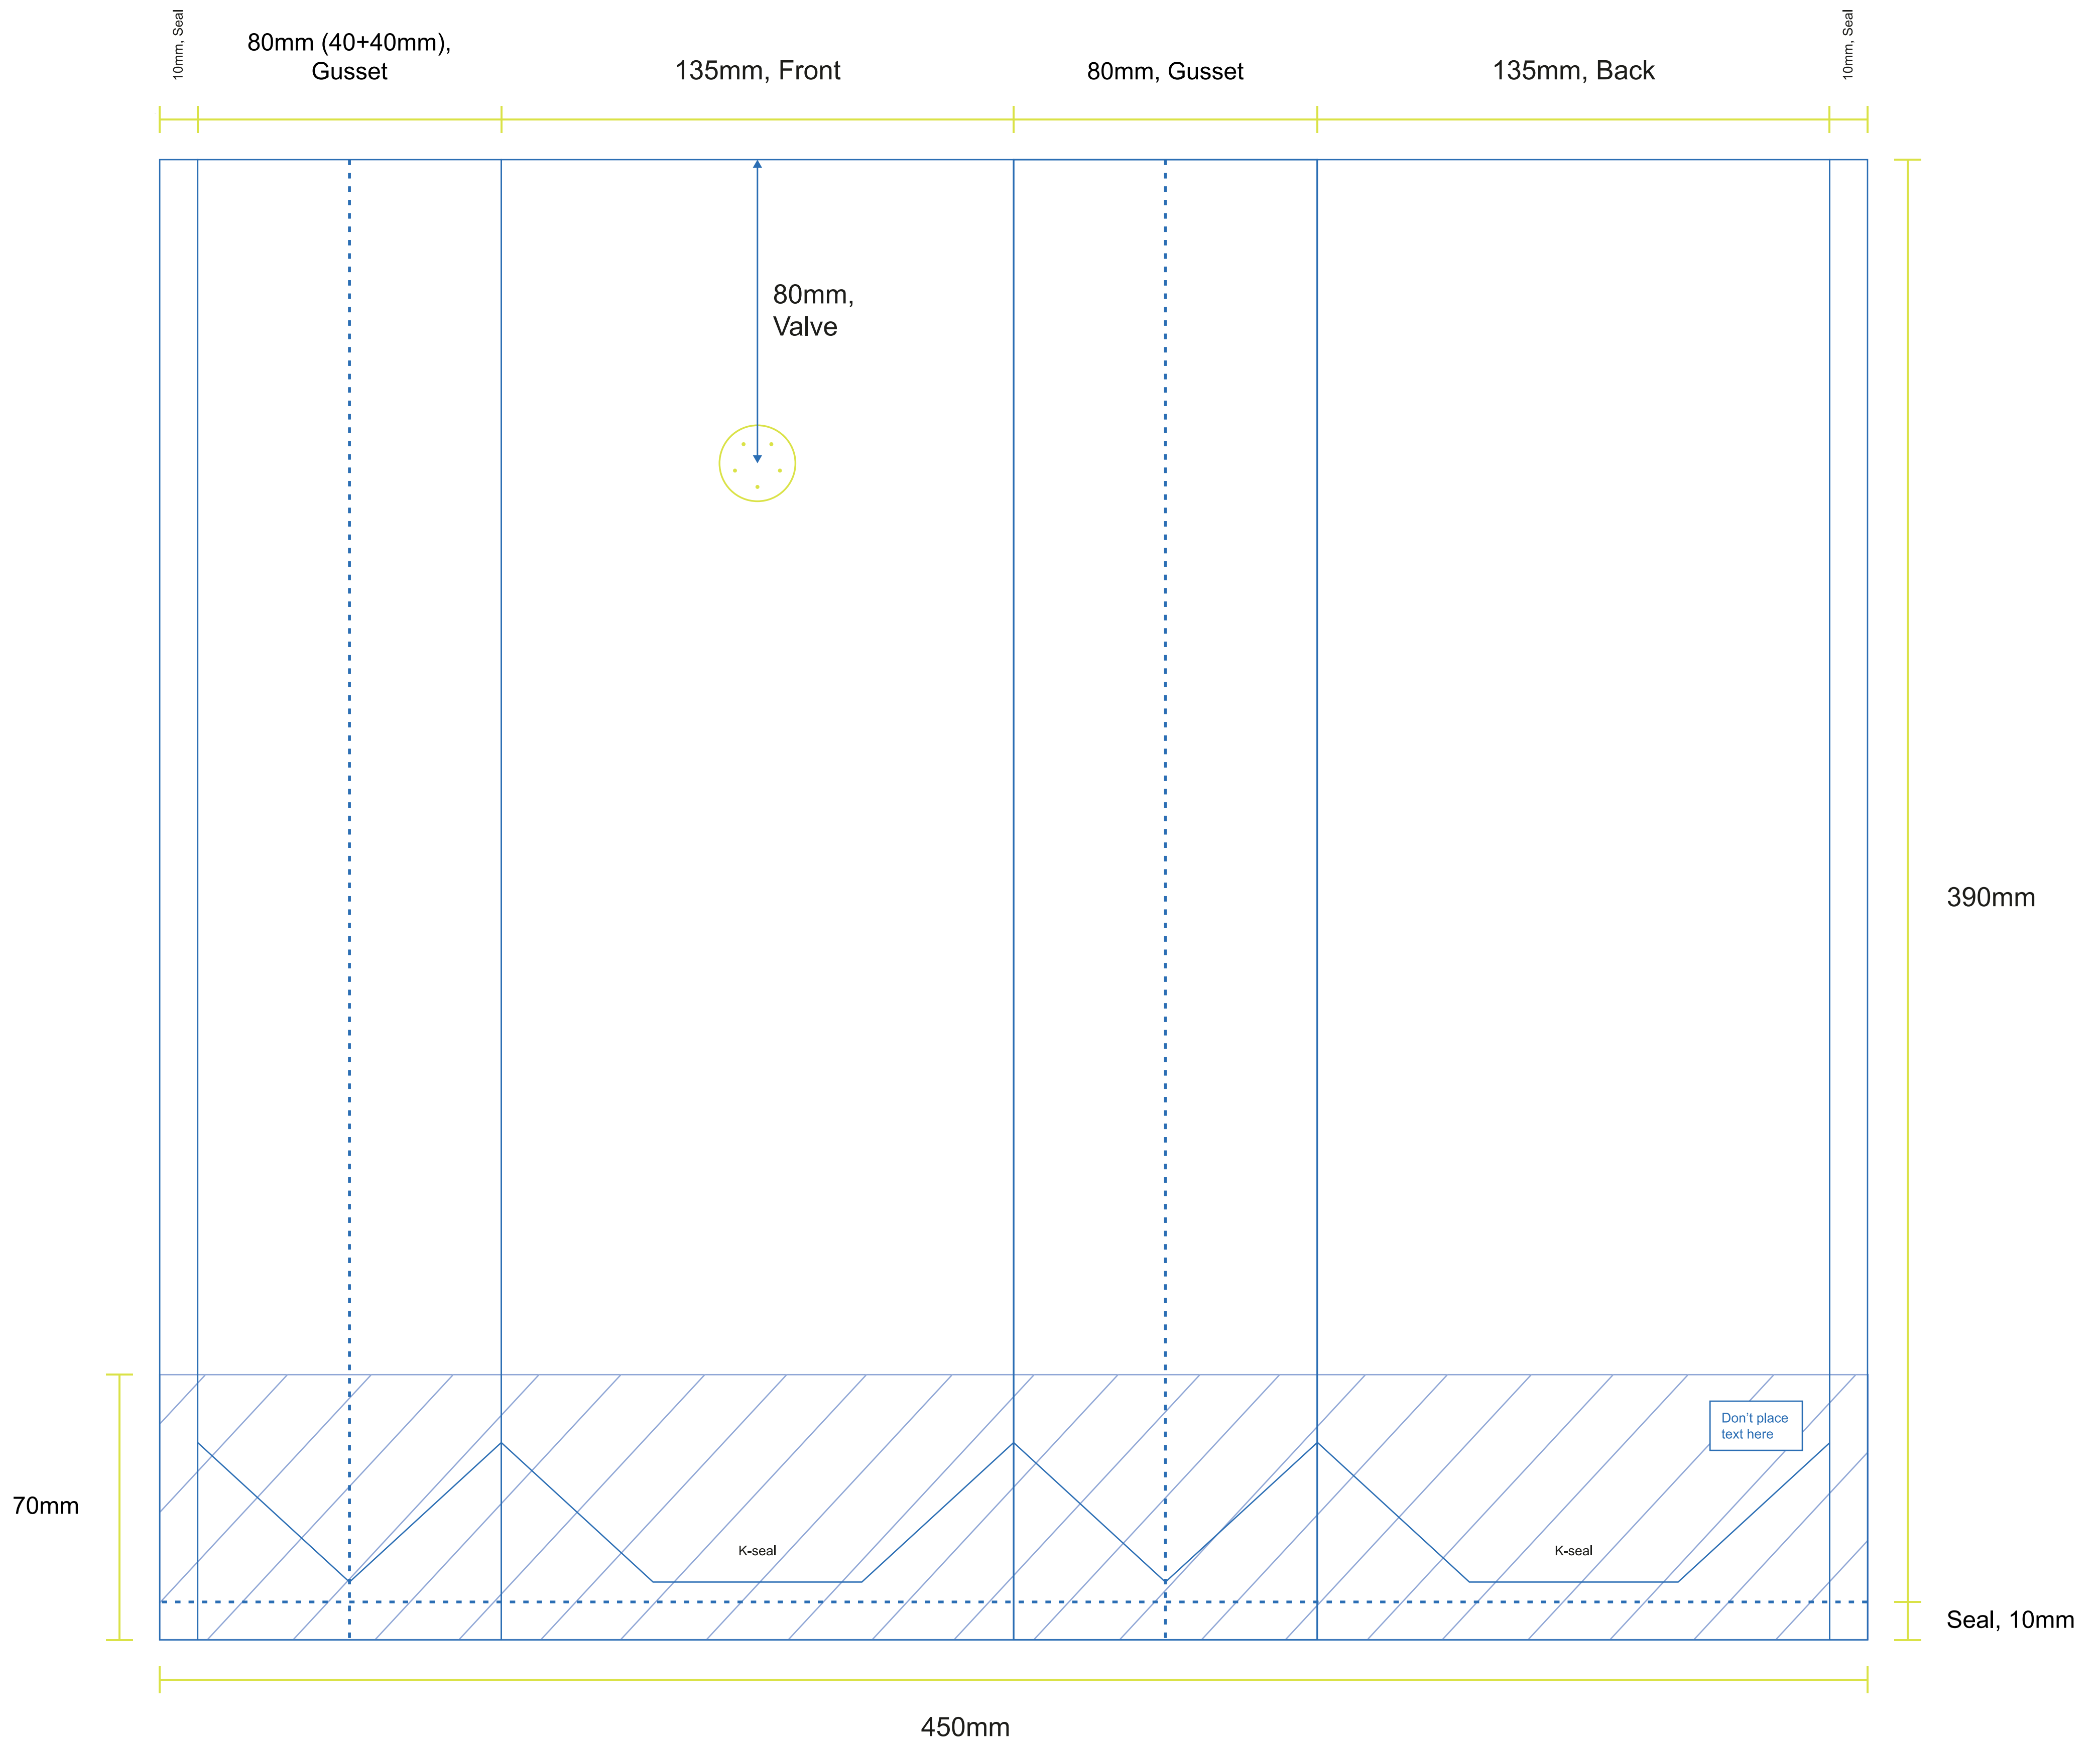 10mm, Seal
80mm (40+40mm),
Gusset
135mm, Front
80mm, Gusset
135mm, Back
10mm, Seal
80mm,
Valve
390mm
Don't place
text here
70mm
K-seal
K-seal
Seal, 10mm
450mm